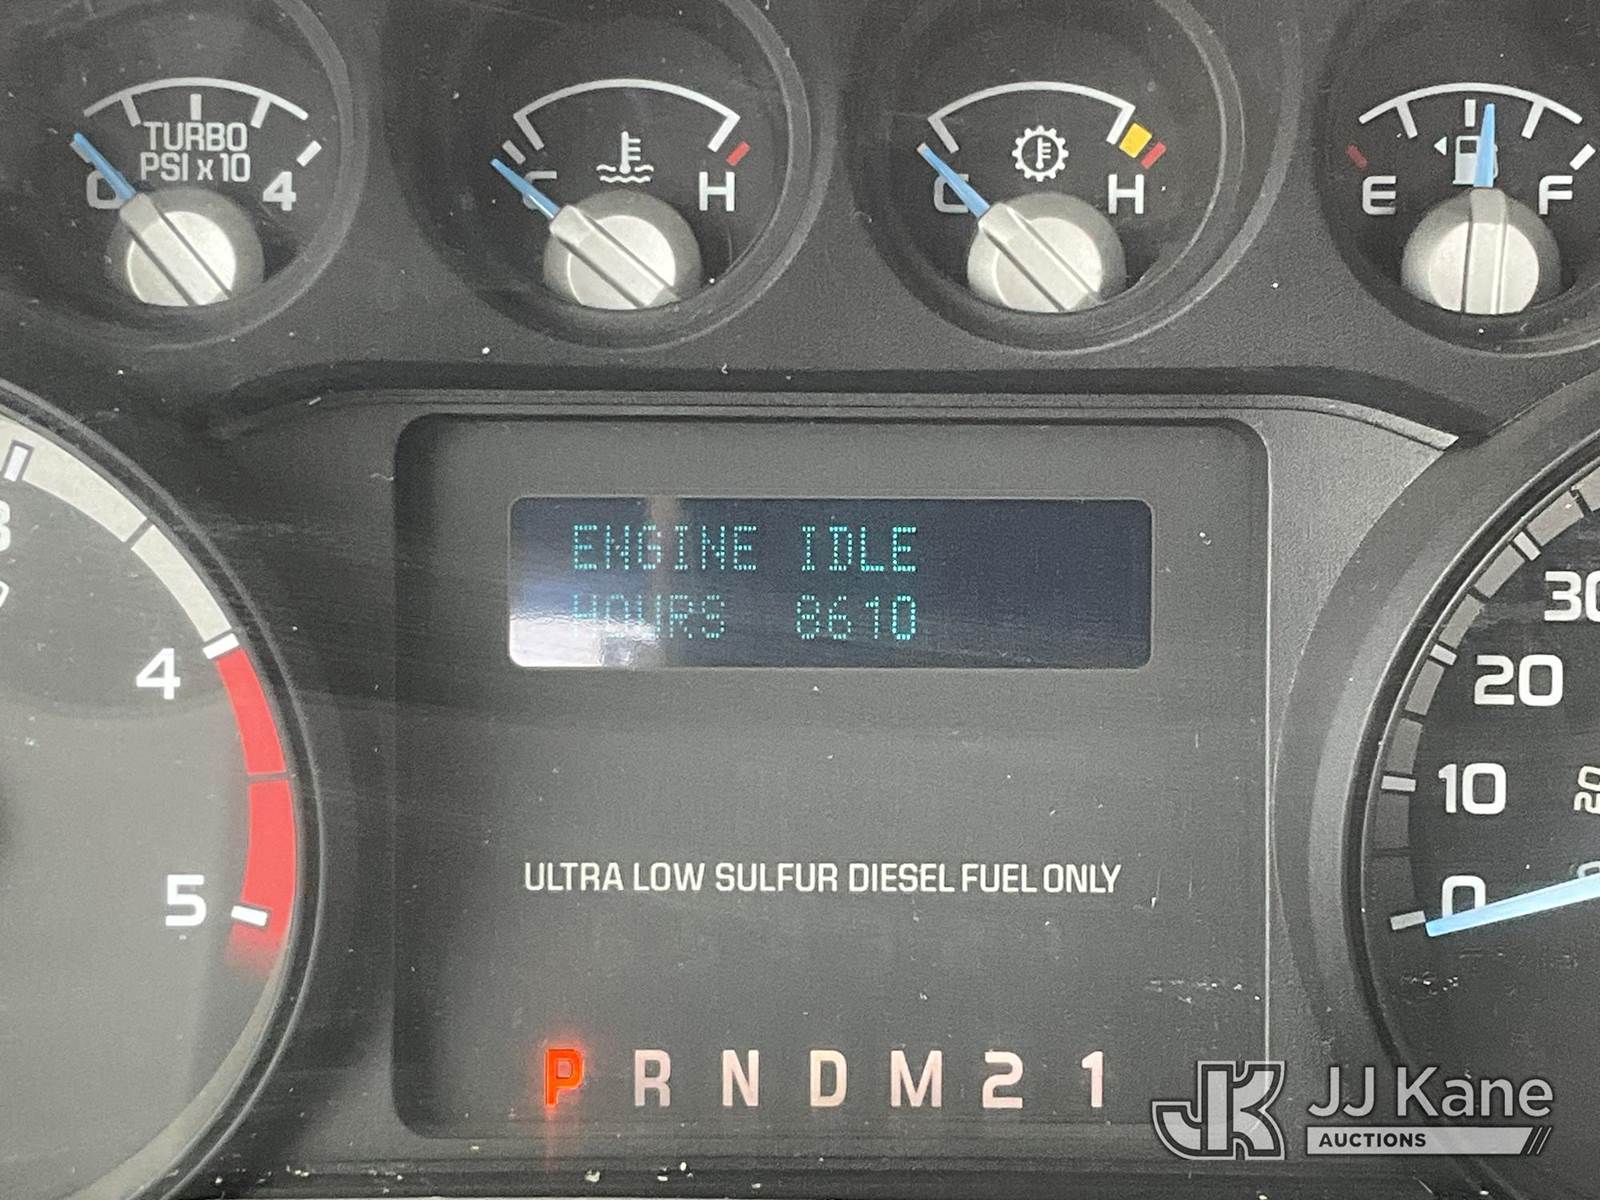 TURBO
PSI x 10
0 4
C H
C H
E F
ENGINE IDLE
HOURS 8610
4
5
30
20
10
0
ULTRA LOW SULFUR DIESEL FUEL ONLY
P R N D M 2 1
JK JJ Kane
AUCTIONS